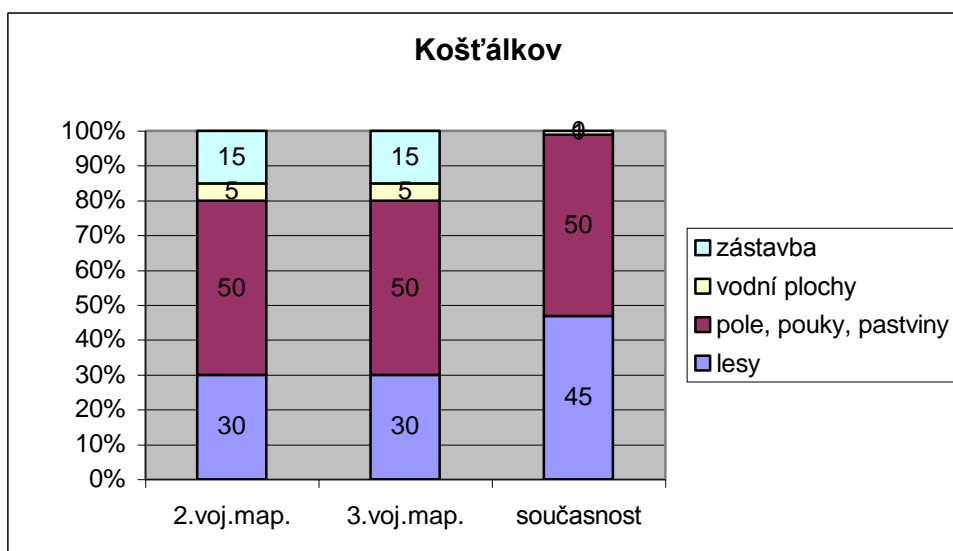 Košťálkov
100%
90%
80%
70%
60%
50%
40%
30%
20%
10%
0%
15
5
50
30
15
5
50
30
50
45
2.voj.map.
3.voj.map.
současnost
zástavba
vodní plochy
pole, pouky, pastviny
lesy